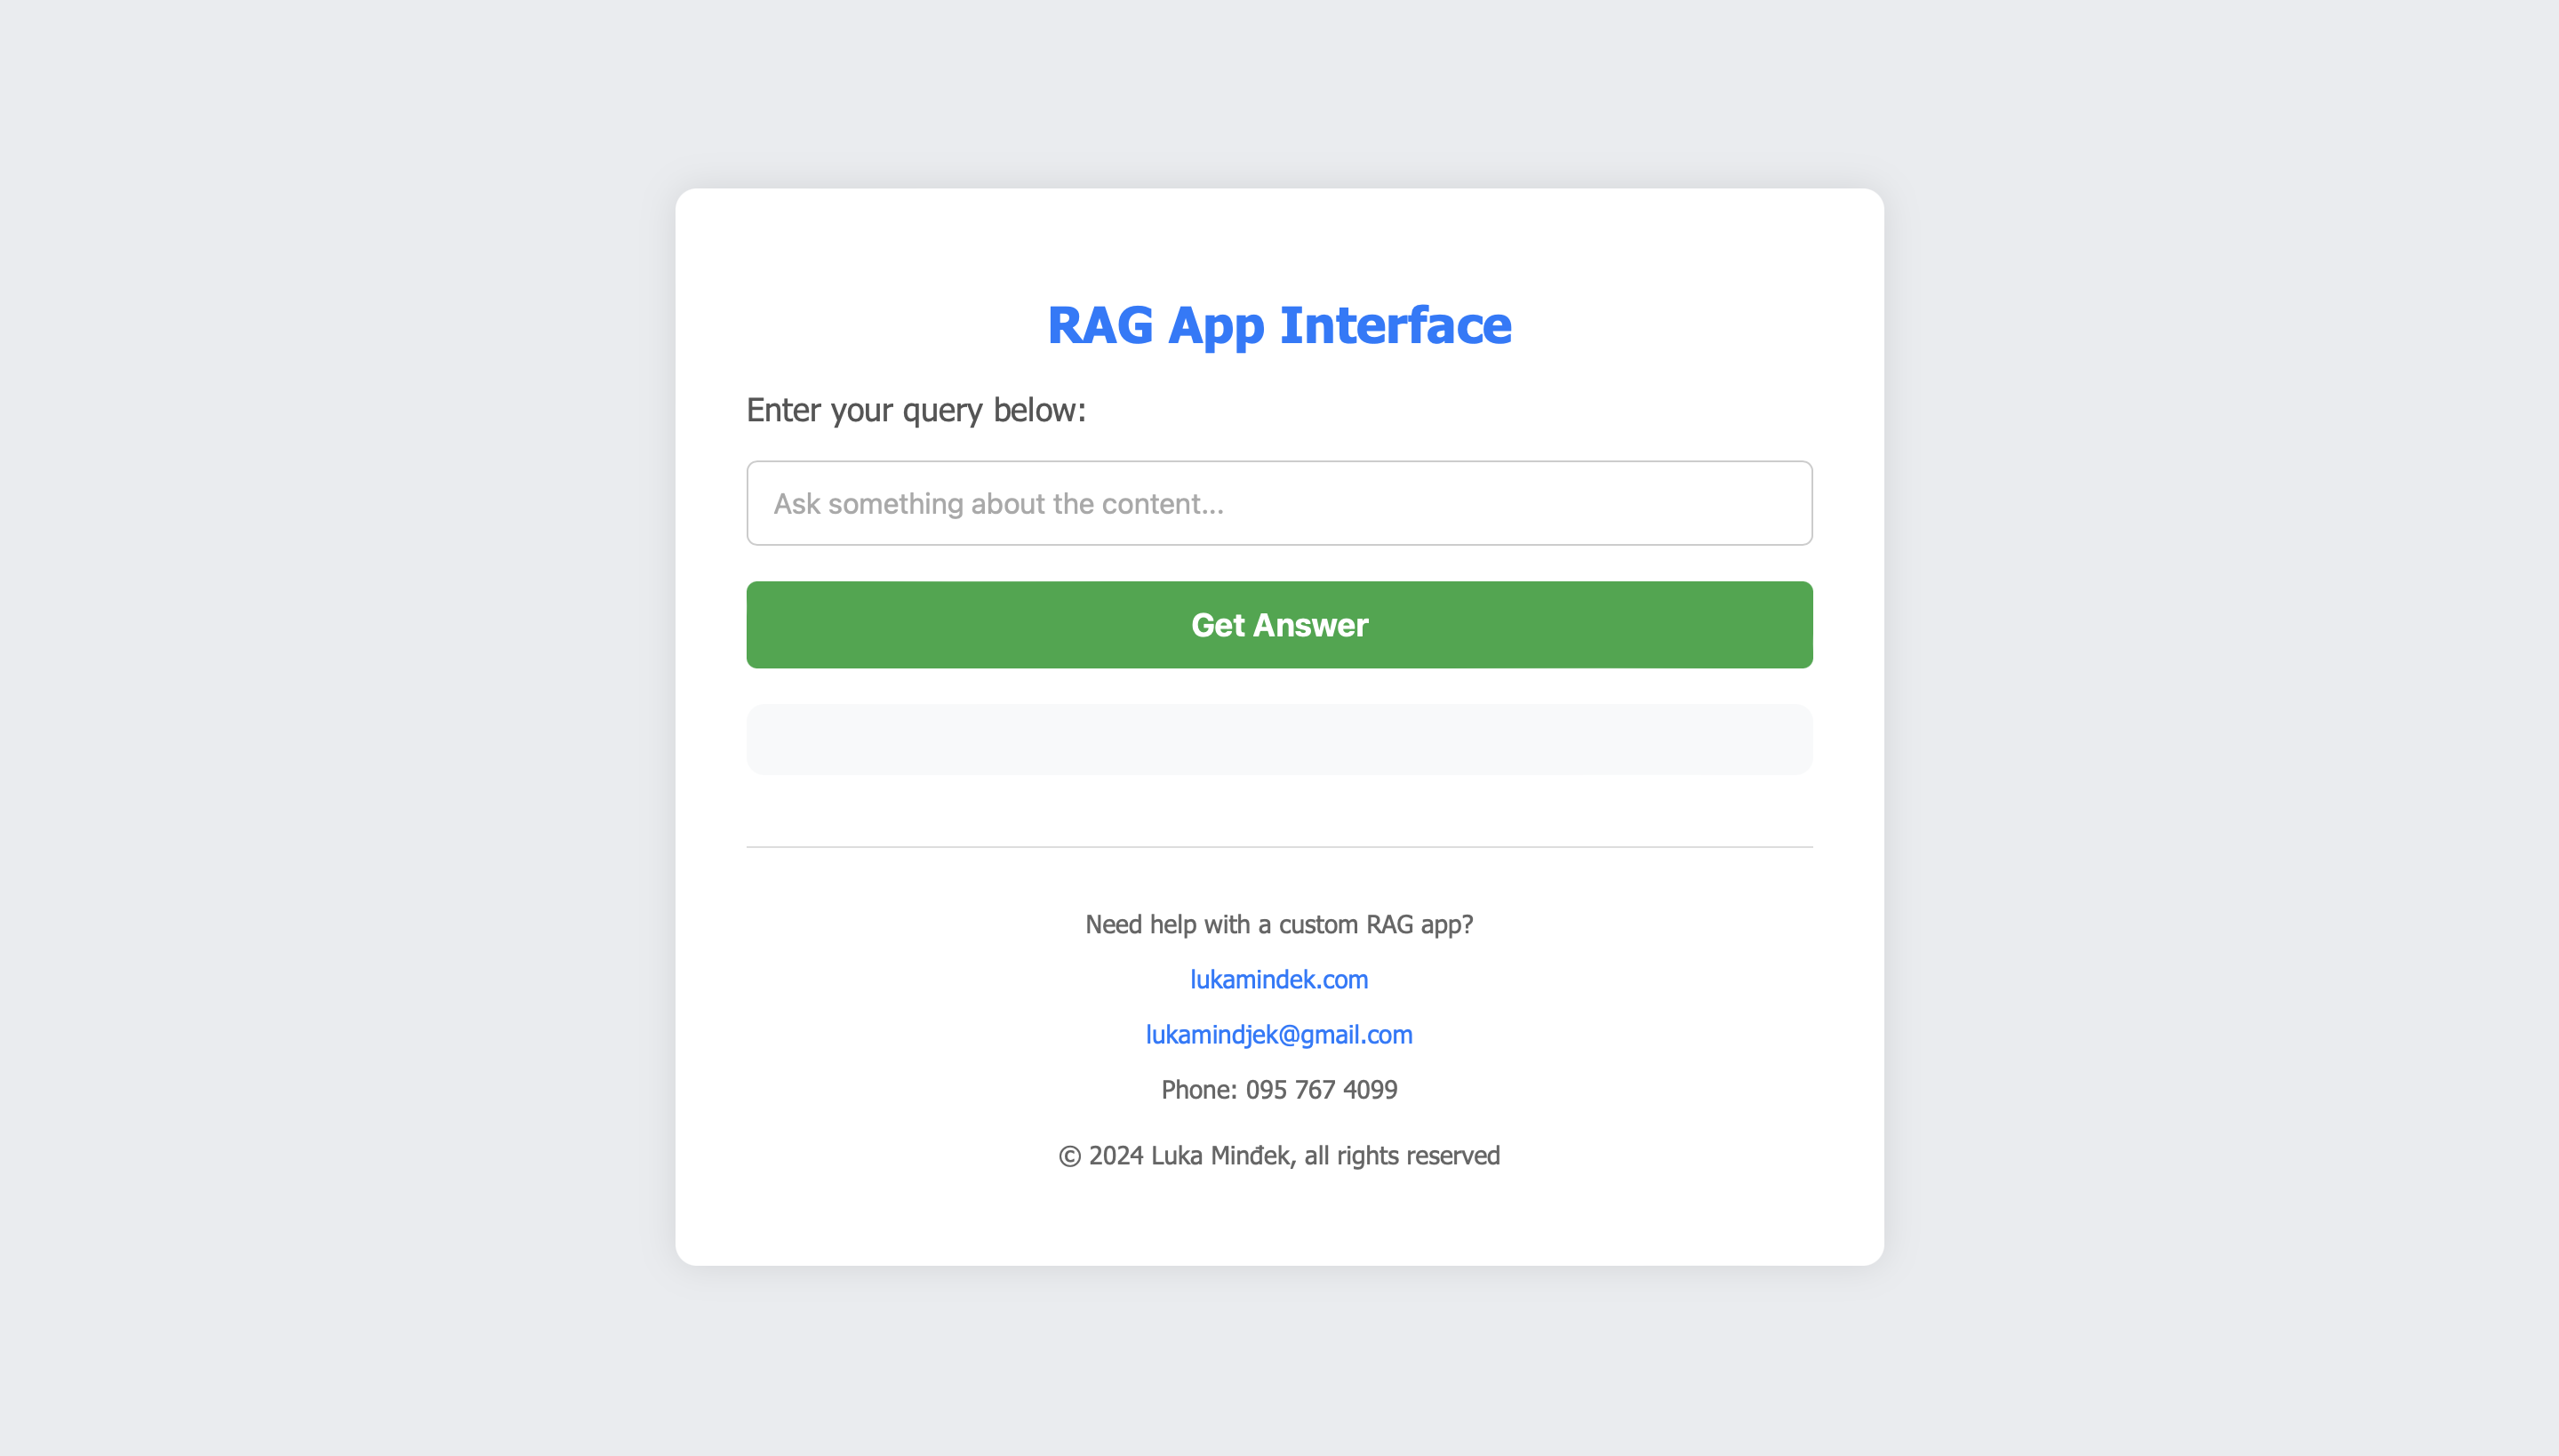 RAG App Interface
Enter your query below:
Ask something about the content...
Get Answer
Need help with a custom RAG app?
lukamindek.com
lukamindjek@gmail.com
Phone: 095 767 4099
© 2024 Luka Minđek, all rights reserved